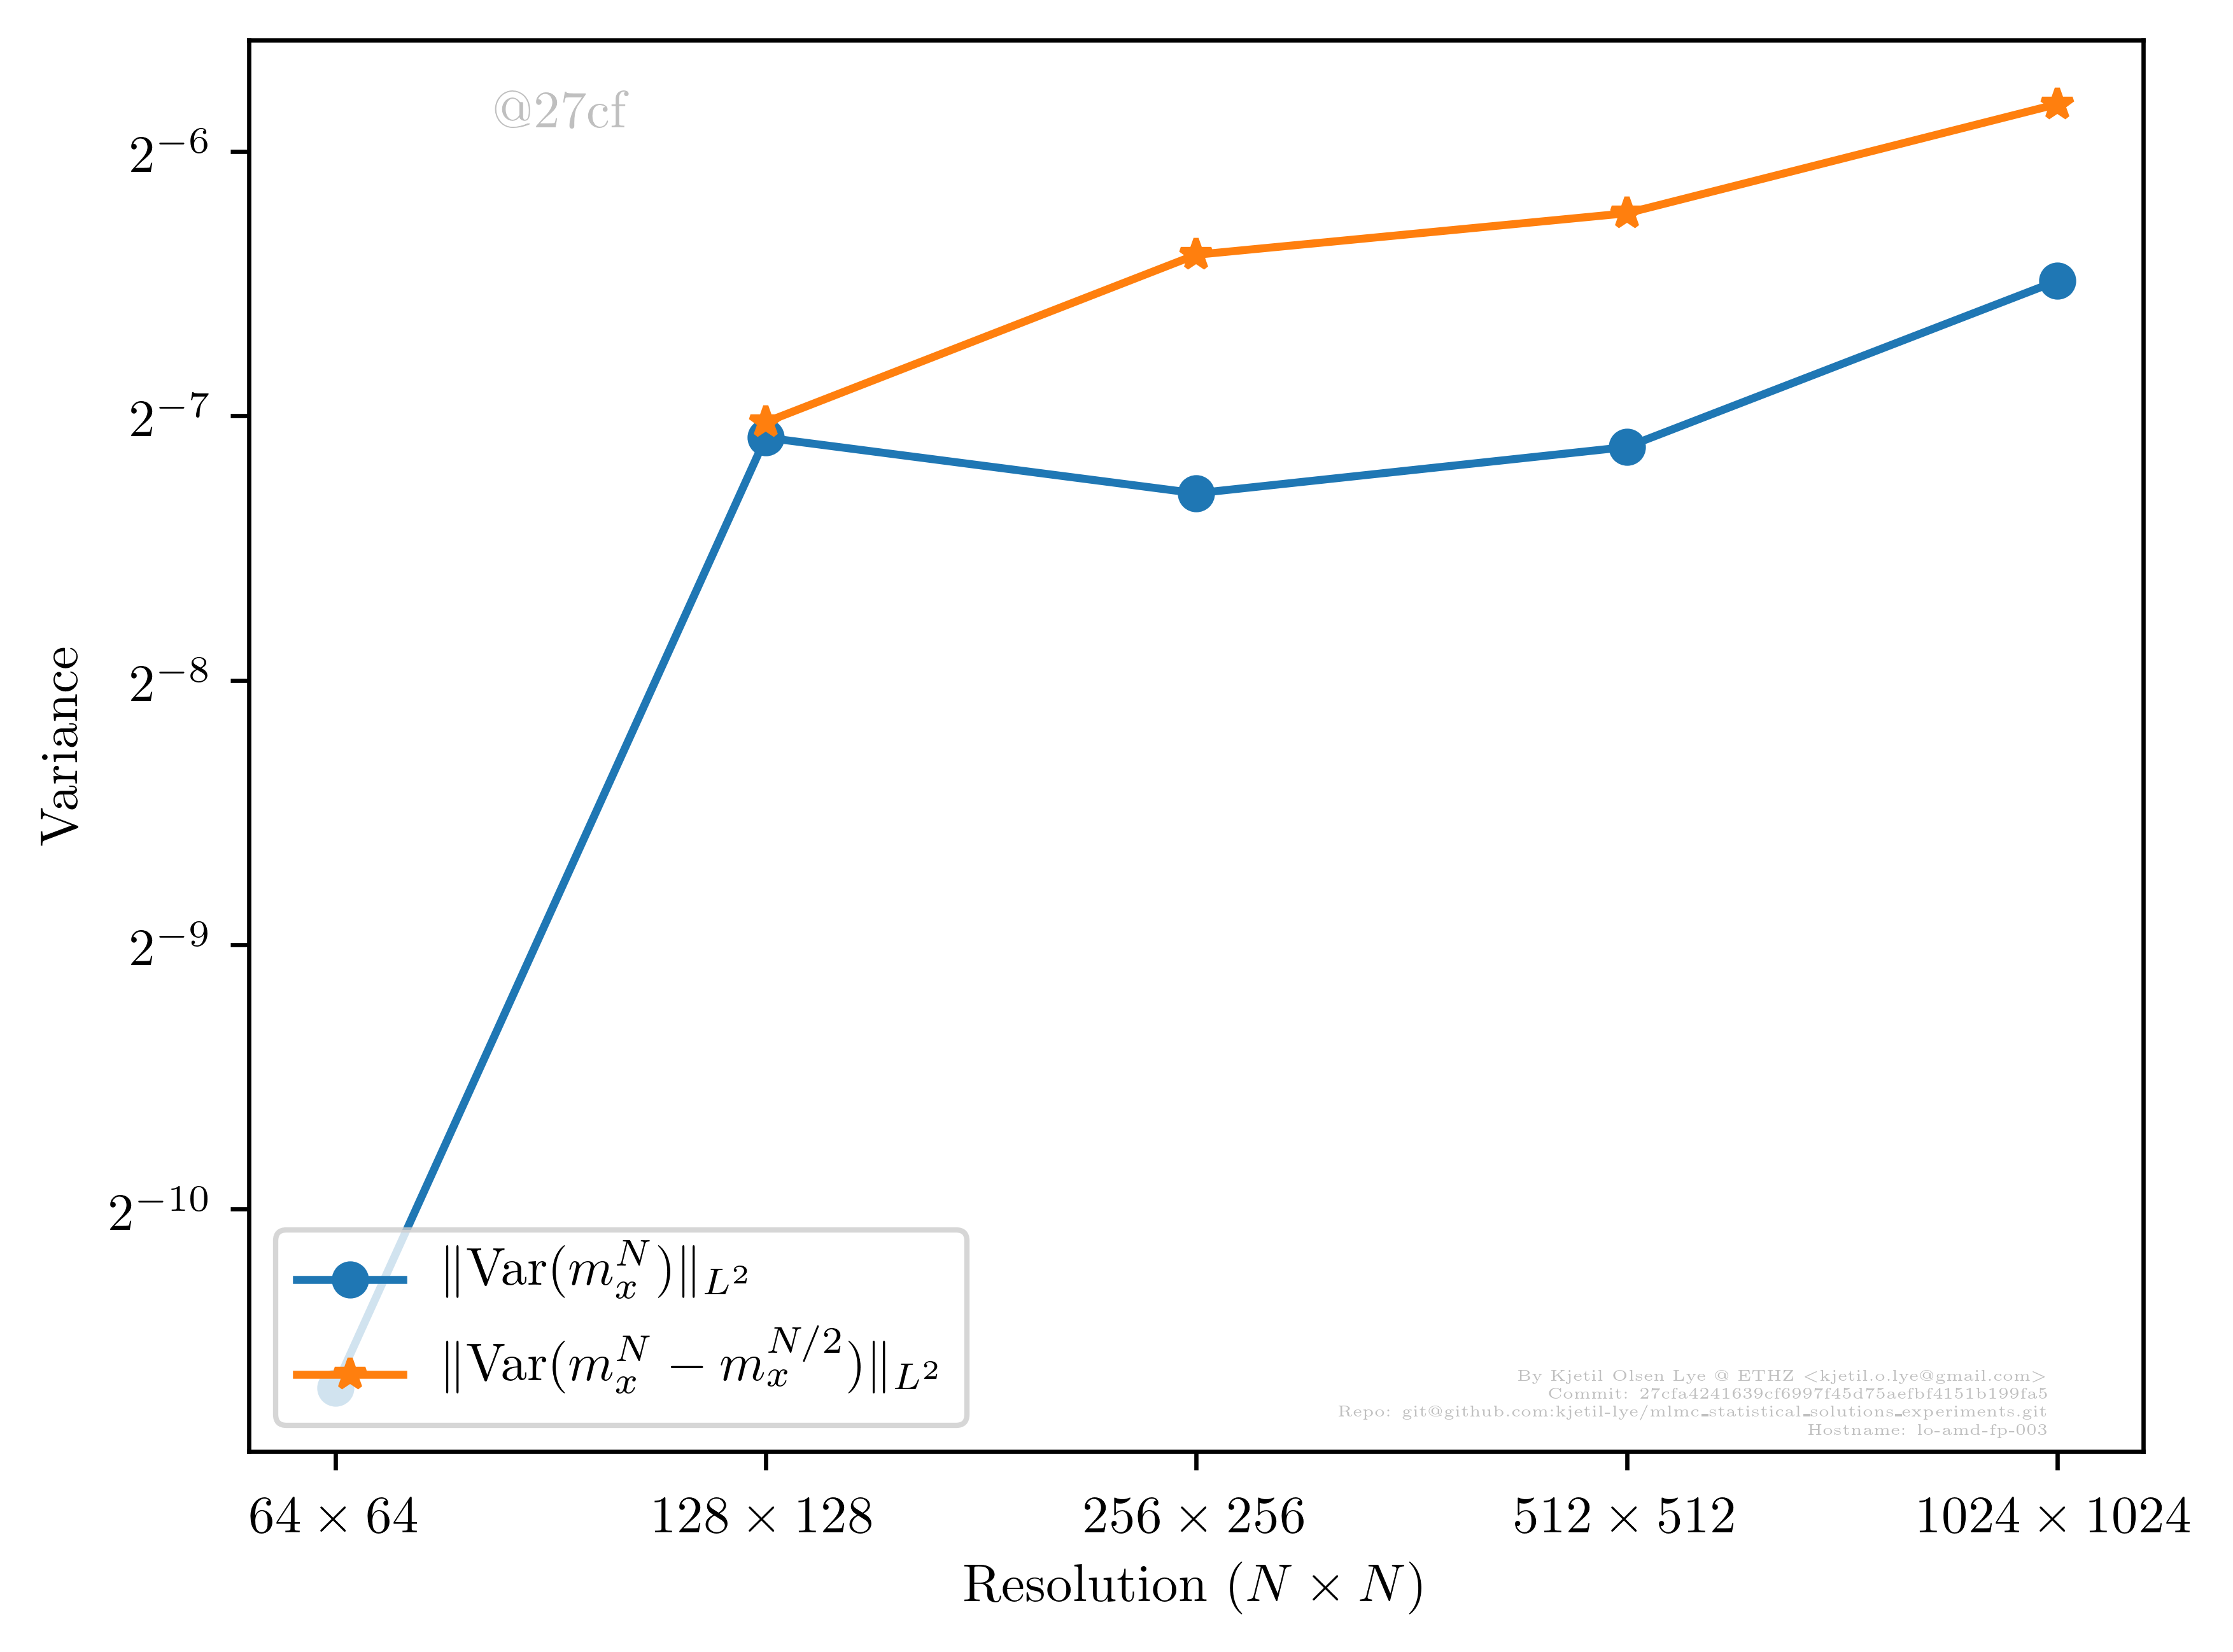 @27cf
2^{-6}
2^{-7}
2^{-8}
2^{-9}
2^{-10}
Variance
‖Var(m_x^N)‖_{L^2}
‖Var(m_x^N − m_x^{N/2})‖_{L^2}
By Kjetil Olsen Lye @ ETHZ <kjetil.o.lye@gmail.com>
Commit: 27cfa4241639cf6997f45d75aefbf4151b199fa5
Repo: git@github.com:kjetil-lye/mlmc_statistical_solutions_experiments.git
Hostname: lo-amd-fp-003
64 × 64 128 × 128 256 × 256 512 × 512 1024 × 1024
Resolution (N × N)